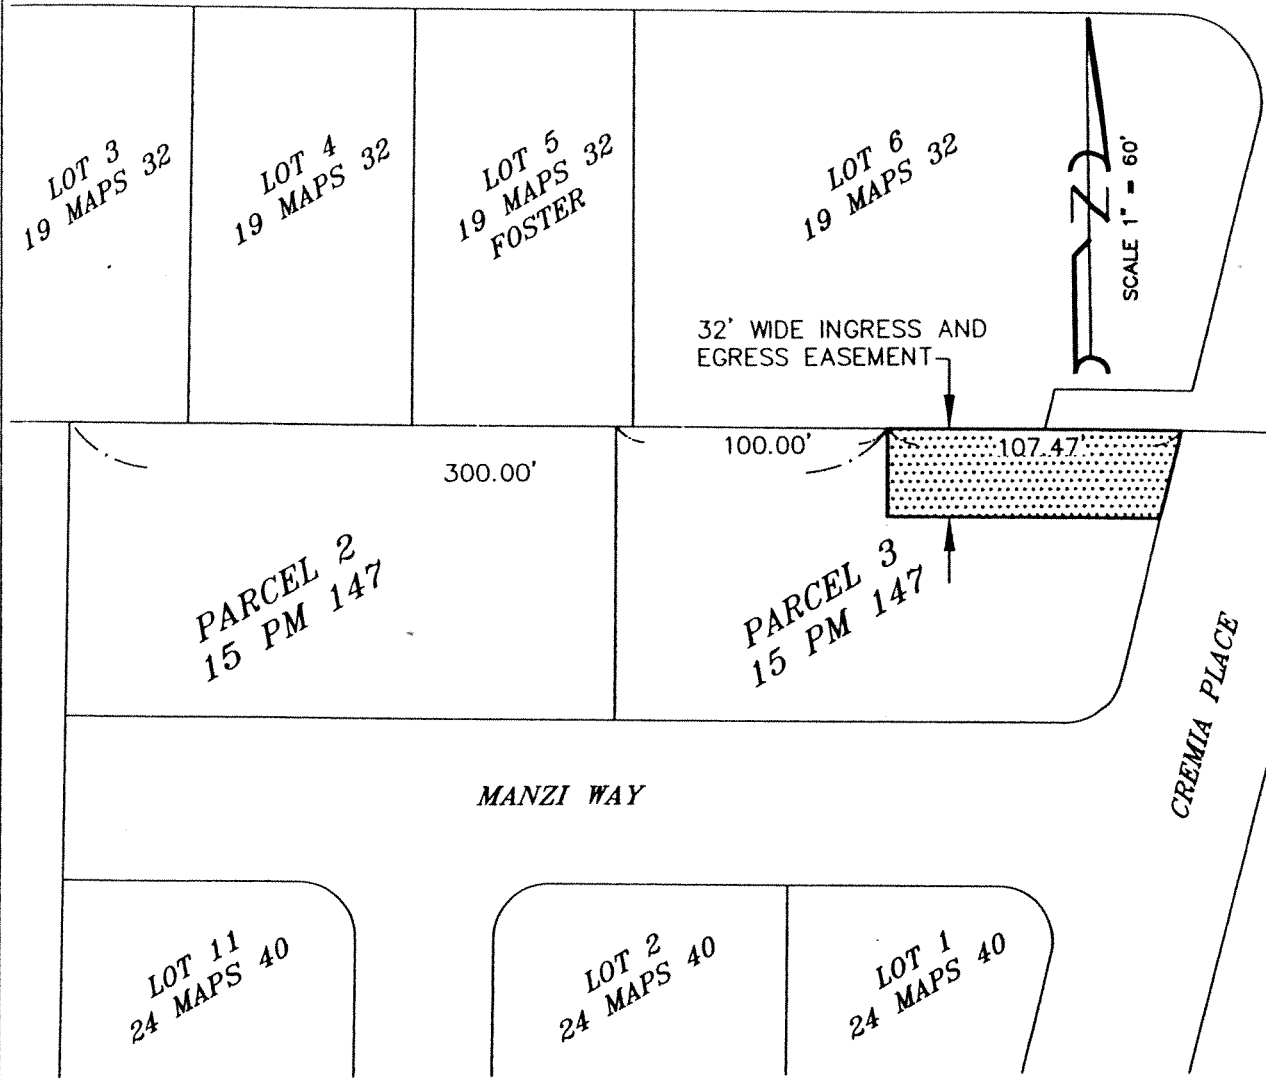 LOT 3
19 MAPS 32
LOT 4
19 MAPS 32
LOT 5
19 MAPS 32
FOSTER
LOT 6
19 MAPS 32
N
SCALE 1" = 60'
32' WIDE INGRESS AND
EGRESS EASEMENT
300.00'
100.00'
107.47'
PARCEL 2
15 PM 147
PARCEL 3
15 PM 147
MANZI WAY
CREMIA PLACE
LOT 11
24 MAPS 40
LOT 2
24 MAPS 40
LOT 1
24 MAPS 40